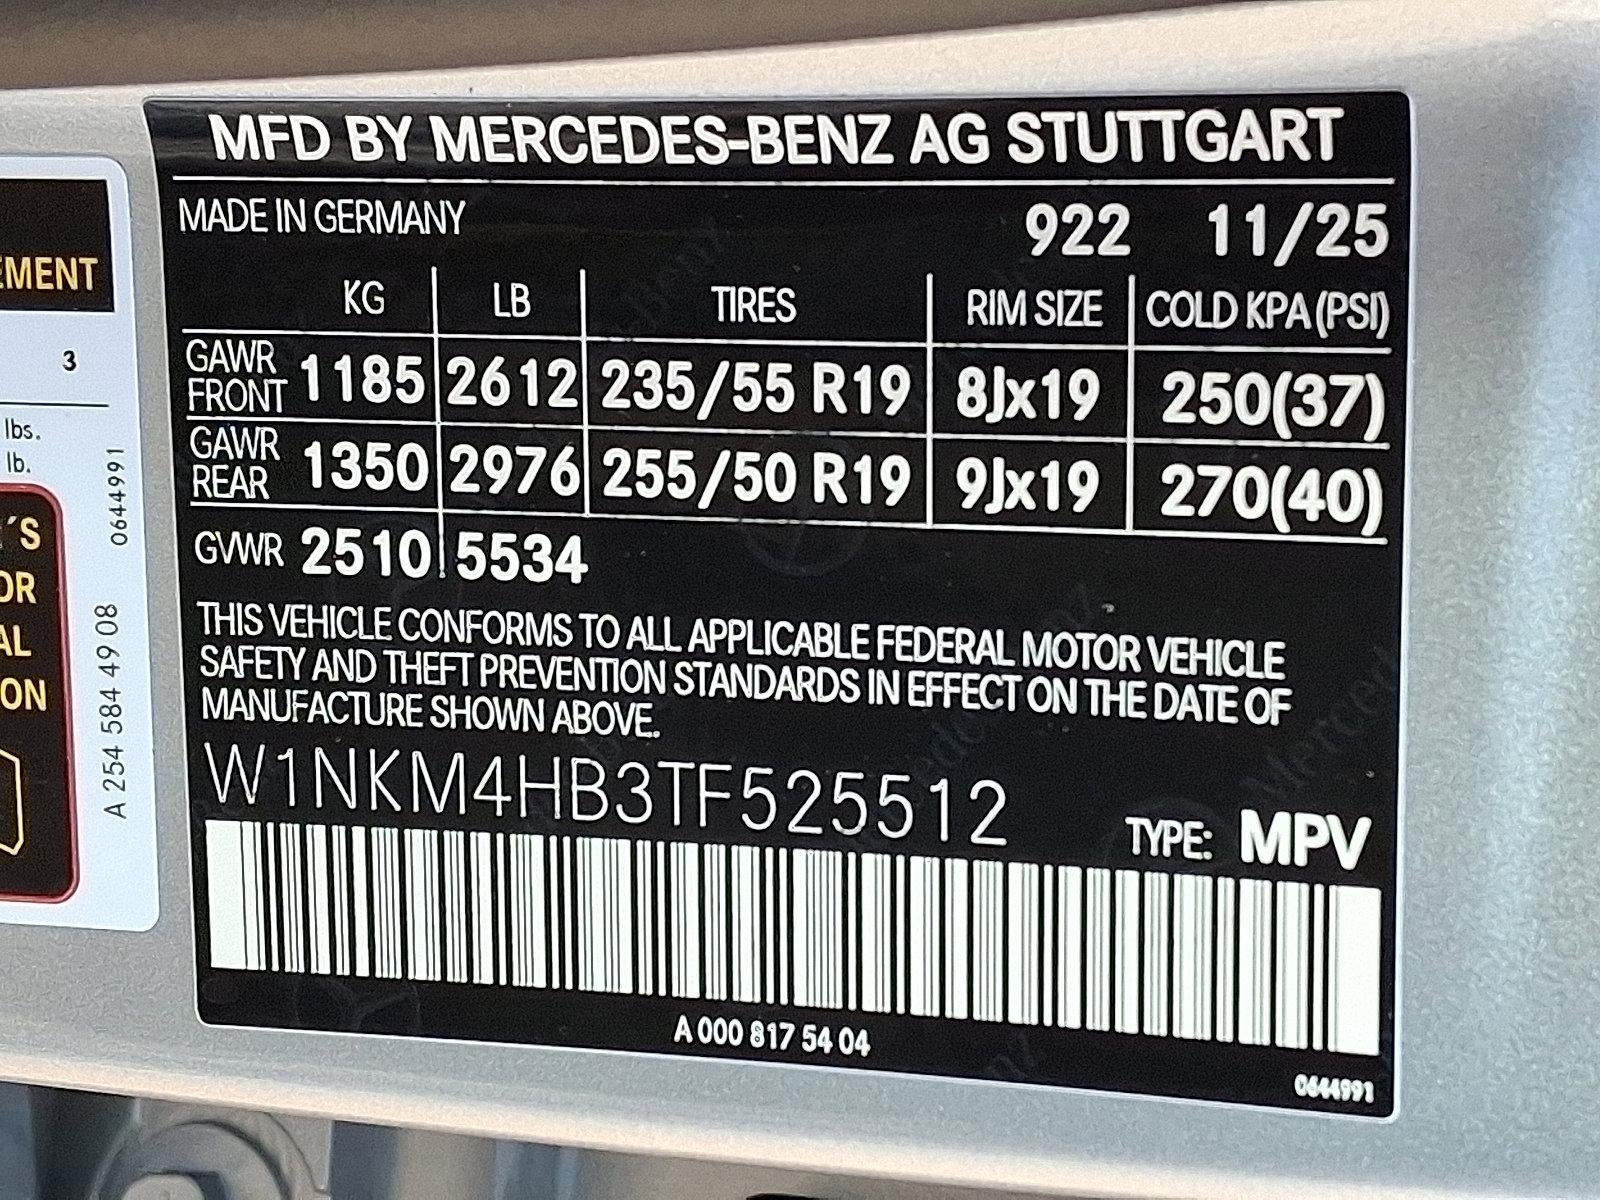 MFD BY MERCEDES-BENZ AG STUTTGART
MADE IN GERMANY 922 11/25
KG LB TIRES RIM SIZE COLD KPA (PSI)
GAWR FRONT 1185 2612 235/55 R19 8Jx19 250(37)
GAWR REAR 1350 2976 255/50 R19 9Jx19 270(40)
GVWR 2510 5534
THIS VEHICLE CONFORMS TO ALL APPLICABLE FEDERAL MOTOR VEHICLE
SAFETY AND THEFT PREVENTION STANDARDS IN EFFECT ON THE DATE OF
MANUFACTURE SHOWN ABOVE.
W1NKM4HB3TF525512
TYPE: MPV
A 000 817 54 04
0644991
EMENT
3
lbs.
lb.
´S
OR
AL
ON
A 254 584 49 08 0644991